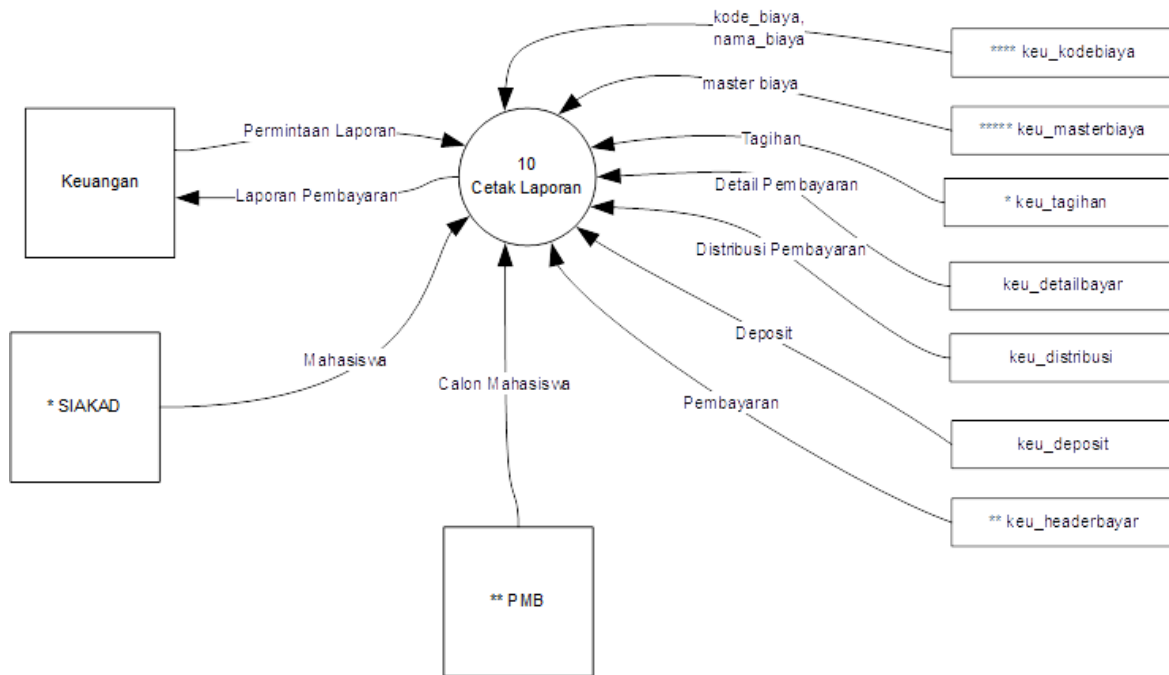 kode_biaya,
nama_biaya
**** keu_kodebiaya
master biaya
***** keu_masterbiaya
Keuangan
Permintaan Laporan
Laporan Pembayaran
10
Cetak Laporan
Tagihan
* keu_tagihan
Detail Pembayaran
keu_detailbayar
Distribusi Pembayaran
keu_distribusi
Deposit
keu_deposit
Pembayaran
** keu_headerbayar
* SIAKAD
Mahasiswa
Calon Mahasiswa
** PMB